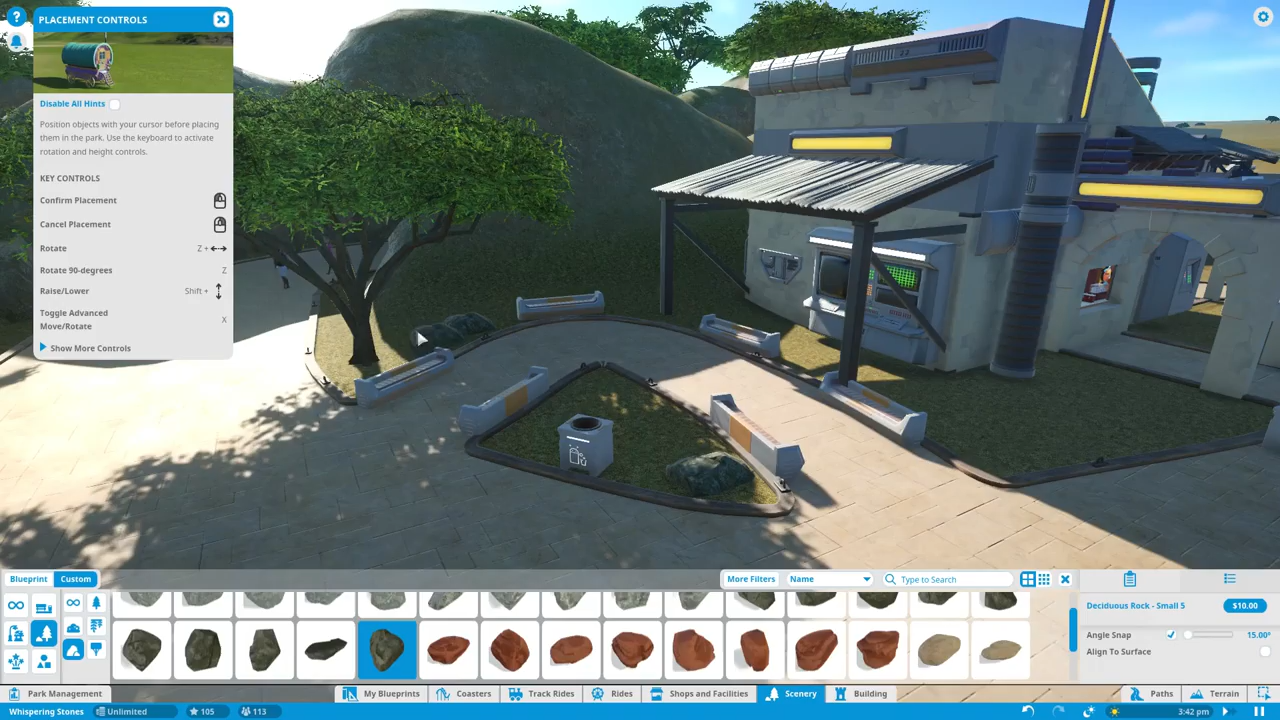 PLACEMENT CONTROLS
Disable All Hints
Position objects with your cursor before placing
them in the park. Use the keyboard to activate
rotation and height controls.
KEY CONTROLS
Confirm Placement
Cancel Placement
Rotate Z +
Rotate 90-degrees Z
Raise/Lower Shift +
Toggle Advanced
Move/Rotate X
Show More Controls
Blueprint Custom
More Filters Name Type to Search
Deciduous Rock - Small 5 $10.00
Angle Snap 15.00°
Align To Surface
Park Management My Blueprints Coasters Track Rides Rides Shops and Facilities Scenery Building Paths Terrain
Whispering Stones Unlimited 105 113 3:42 pm